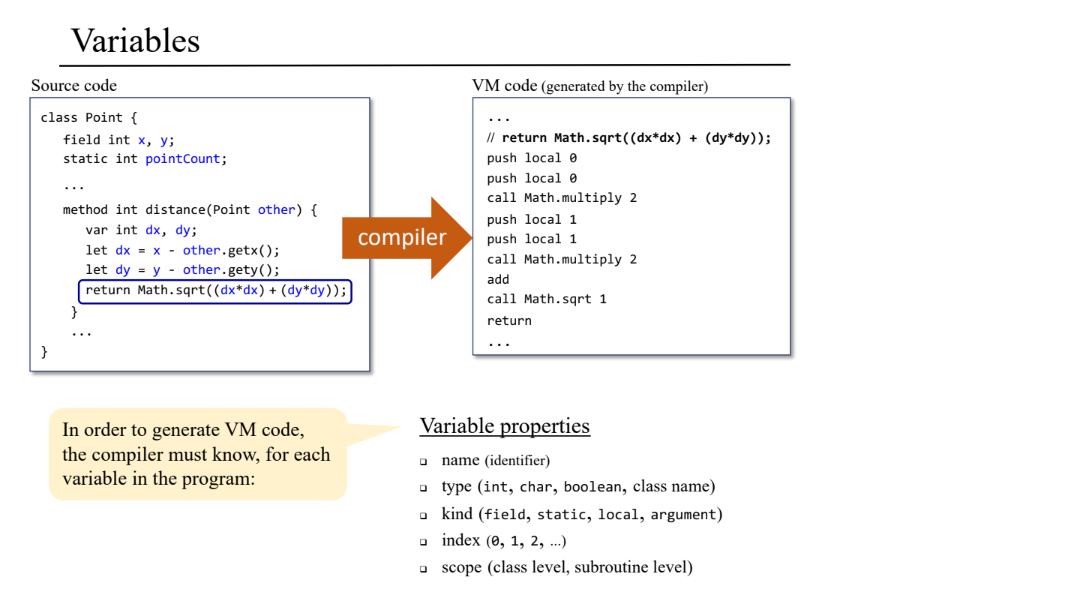 Variables
Source code
class Point {
field int x, y;
static int pointCount;
...
method int distance(Point other) {
var int dx, dy;
let dx = x - other.getx();
let dy = y - other.gety();
return Math.sqrt((dx*dx) + (dy*dy));
}
...
}
compiler
VM code (generated by the compiler)
...
// return Math.sqrt((dx*dx) + (dy*dy));
push local 0
push local 0
call Math.multiply 2
push local 1
push local 1
call Math.multiply 2
add
call Math.sqrt 1
return
...
In order to generate VM code,
the compiler must know, for each
variable in the program:
Variable properties
❑ name (identifier)
❑ type (int, char, boolean, class name)
❑ kind (field, static, local, argument)
❑ index (0, 1, 2, ...)
❑ scope (class level, subroutine level)